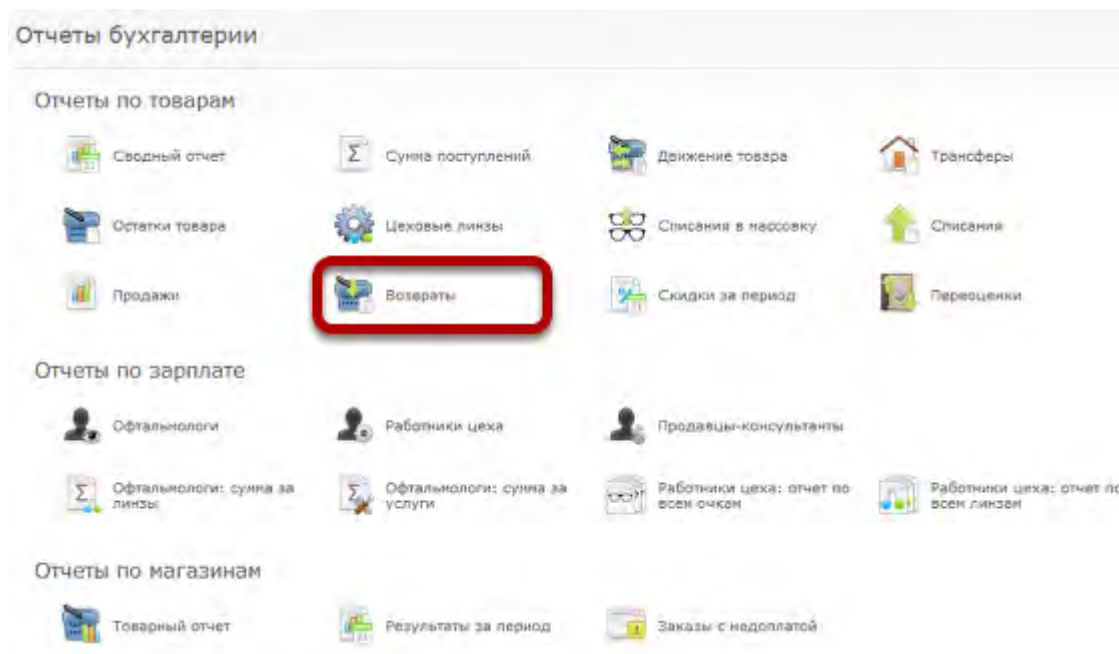 Отчеты бухгалтерии
Отчеты по товарам
Сводный отчет
Сумма поступлений
Движение товара
Трансферы
Остатки товара
Цеховые линзы
Списания в массовку
Списания
Продажи
Возвраты
Скидки за период
Переоценки
Отчеты по зарплате
Офтальмологи
Работники цеха
Продавцы-консультанты
Офтальмологи: сумма за
линзы
Офтальмологи: сумма за
услуги
Работники цеха: отчет по
всем очкам
Работники цеха: отчет по
всем линзам
Отчеты по магазинам
Товарный отчет
Результаты за период
Заказы с недоплатой